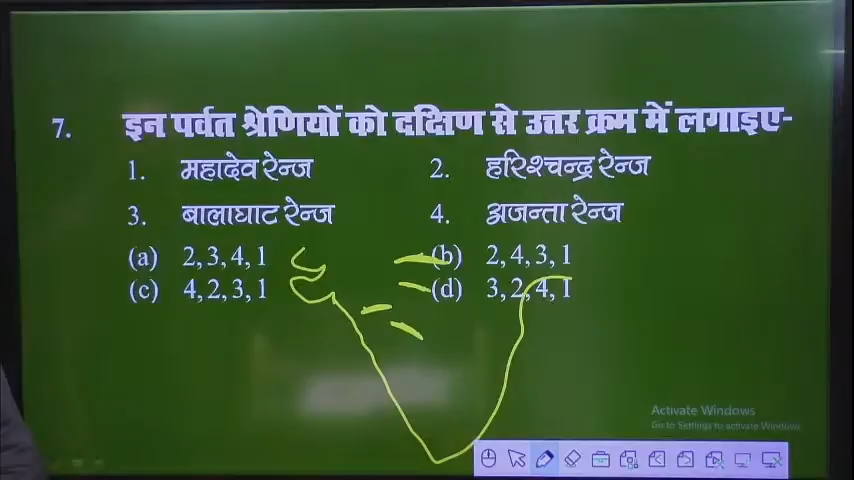 7. इन पर्वत श्रेणियों को दक्षिण से उत्तर क्रम में लगाइए-
1. महादेव रेन्ज 2. हरिश्चन्द्र रेन्ज
3. बालाघाट रेन्ज 4. अजन्ता रेन्ज
(a) 2, 3, 4, 1 (b) 2, 4, 3, 1
(c) 4, 2, 3, 1 (d) 3, 2, 4, 1
Activate Windows
Go to Settings to activate Windows.